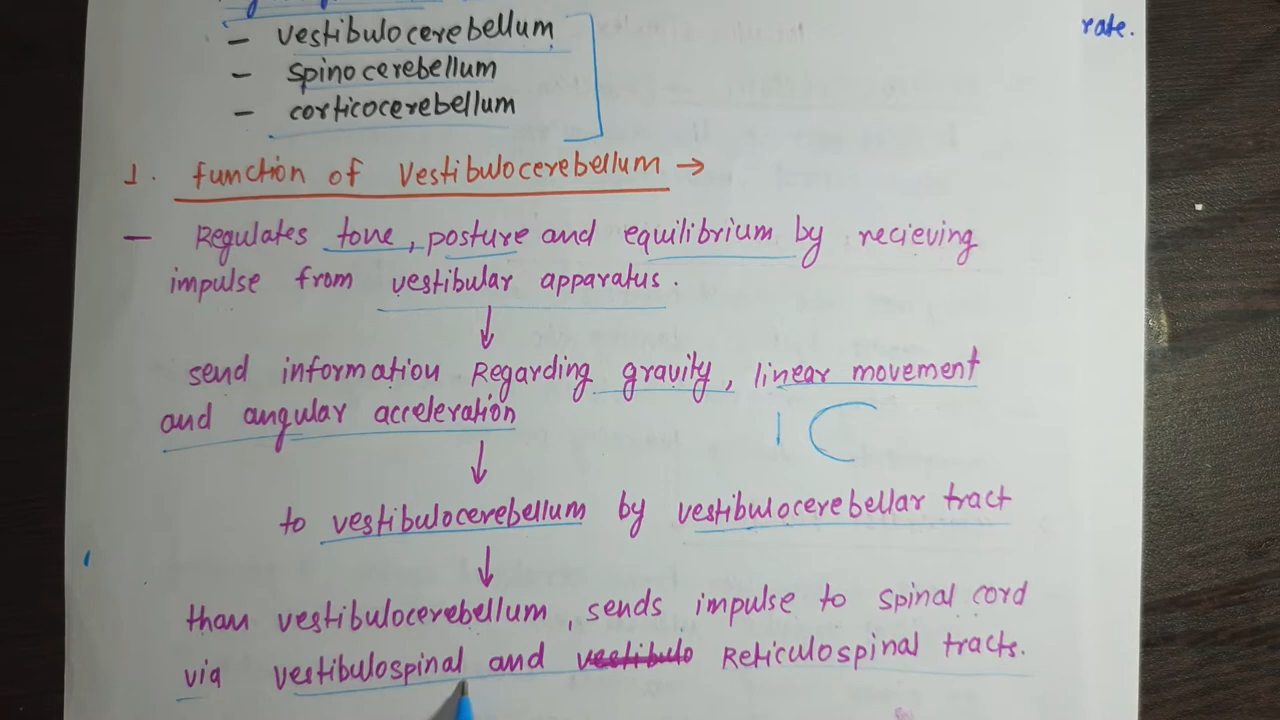 rate.
- vestibulocerebellum
- spinocerebellum
- corticocerebellum
1. function of Vestibulocerebellum →
- Regulates tone, posture and equilibrium by recieving
impulse from vestibular apparatus.
↓
send information Regarding gravity, linear movement
and angular acceleration
↓
to vestibulocerebellum by vestibulocerebellar tract
↓
than vestibulocerebellum, sends impulse to spinal cord
via vestibulospinal and vestibulo Reticulospinal tracts.